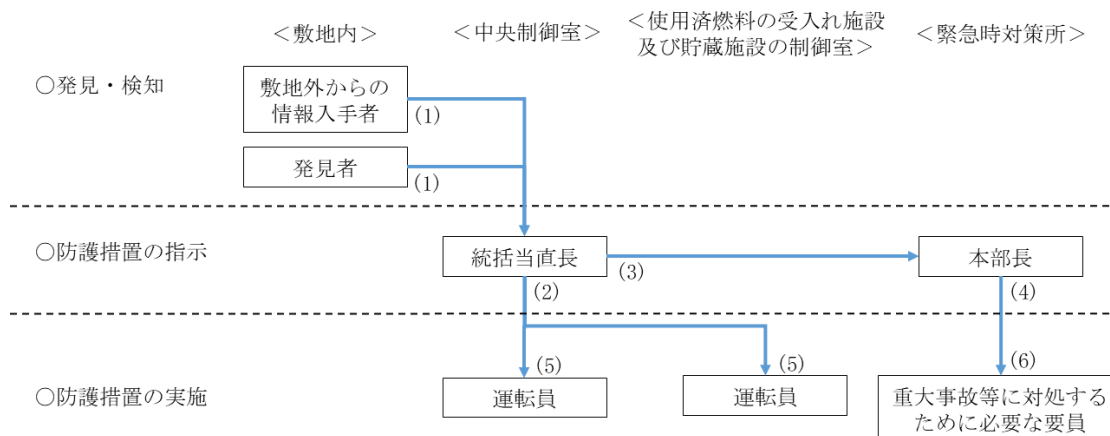 ＜敷地内＞
＜中央制御室＞
＜使用済燃料の受入れ施設
及び貯蔵施設の制御室＞
＜緊急時対策所＞
○発見・検知
敷地外からの
情報入手者
(1)
発見者
(1)
○防護措置の指示
統括当直長
(3)
本部長
(2)
(4)
○防護措置の実施
(5)
運転員
(5)
運転員
(6)
重大事故等に対処する
ために必要な要員